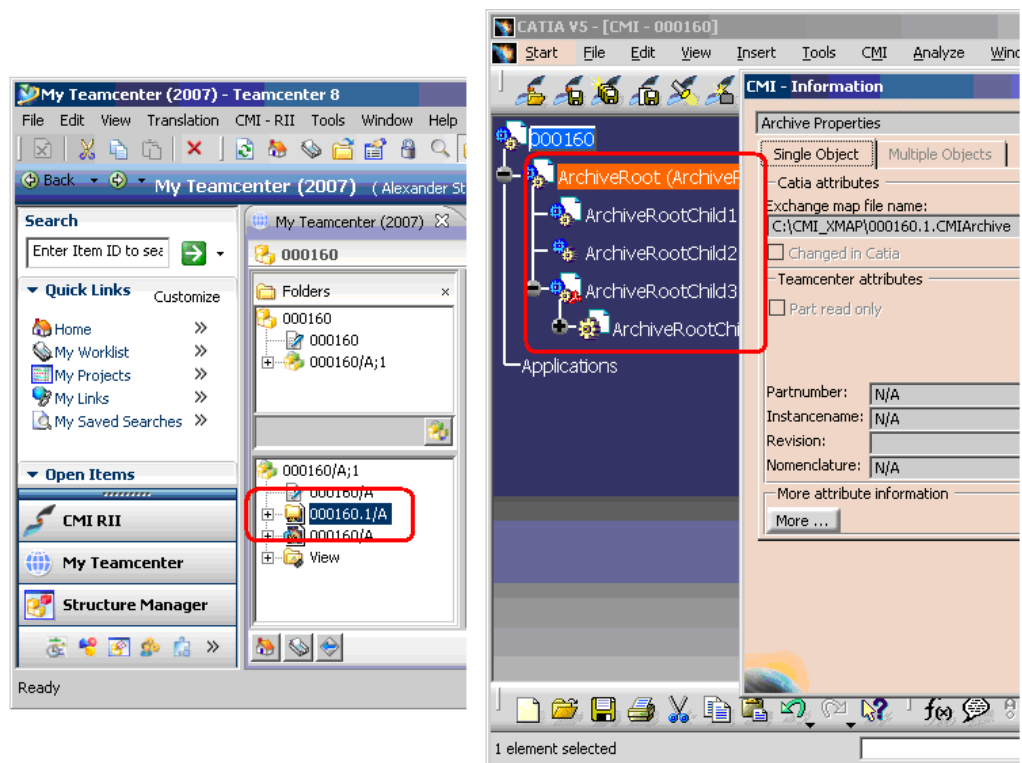 My Teamcenter (2007) - Teamcenter 8
File Edit View Translation CMI - RII Tools Window Help
Back My Teamcenter (2007) ( Alexander St
Search
Enter Item ID to sea
Quick Links Customize
Home
My Worklist
My Projects
My Links
My Saved Searches
Open Items
CMI RII
My Teamcenter
Structure Manager
Ready
My Teamcenter (2007)
000160
Folders
000160
000160
000160/A;1
000160/A;1
000160/A
000160.1/A
000160/A
View
CATIA V5 - [CMI - 000160]
Start File Edit View Insert Tools CMI Analyze Winc
000160
ArchiveRoot (ArchiveR
ArchiveRootChild1
ArchiveRootChild2
ArchiveRootChild3
ArchiveRootChi
Applications
CMI - Information
Archive Properties
Single Object Multiple Objects
Catia attributes
Exchange map file name:
C:\CMI_XMAP\000160.1.CMIArchive
Changed in Catia
Teamcenter attributes
Part read only
Partnumber: N/A
Instancename: N/A
Revision:
Nomenclature: N/A
More attribute information
More ...
f(x)
1 element selected